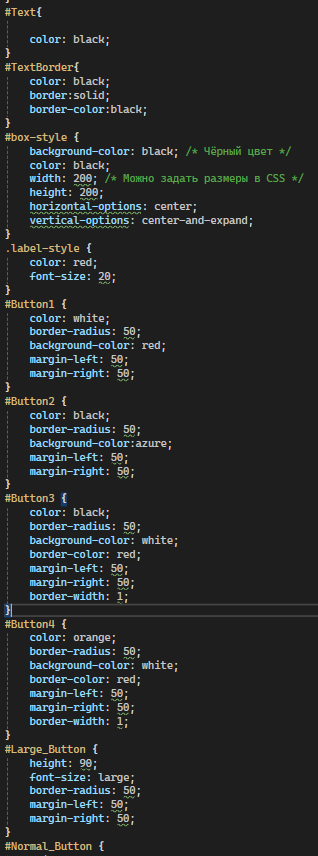 #Text{
color: black;
}
#TextBorder{
color: black;
border:solid;
border-color:black;
}
#box-style {
background-color: black; /* Чёрный цвет */
color: black;
width: 200; /* Можно задать размеры в CSS */
height: 200;
horizontal-options: center;
vertical-options: center-and-expand;
}
.label-style {
color: red;
font-size: 20;
}
#Button1 {
color: white;
border-radius: 50;
background-color: red;
margin-left: 50;
margin-right: 50;
}
#Button2 {
color: black;
border-radius: 50;
background-color:azure;
margin-left: 50;
margin-right: 50;
}
#Button3 {
color: black;
border-radius: 50;
background-color: white;
border-color: red;
margin-left: 50;
margin-right: 50;
border-width: 1;
}
#Button4 {
color: orange;
border-radius: 50;
background-color: white;
border-color: red;
margin-left: 50;
margin-right: 50;
border-width: 1;
}
#Large_Button {
height: 90;
font-size: large;
border-radius: 50;
margin-left: 50;
margin-right: 50;
}
#Normal_Button {